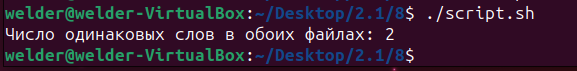 welder@welder-VirtualBox:~/Desktop/2.1/8$ ./script.sh
Число одинаковых слов в обоих файлах: 2
welder@welder-VirtualBox:~/Desktop/2.1/8$